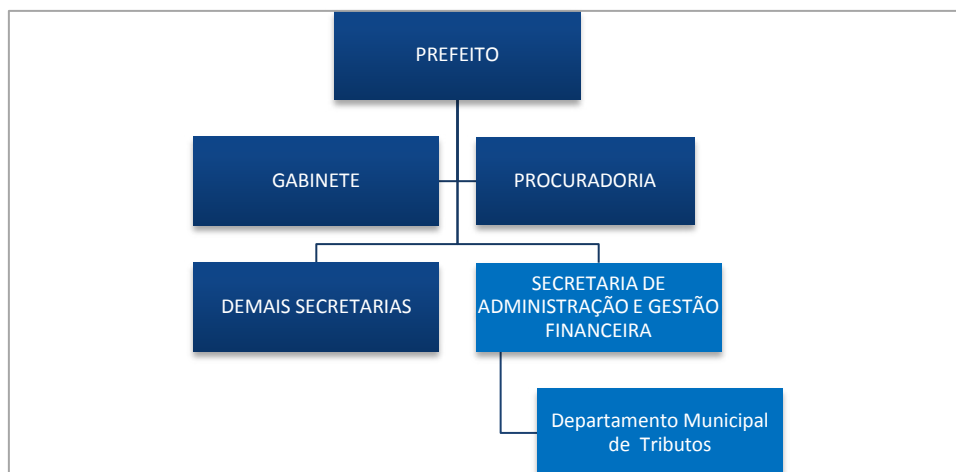 PREFEITO
GABINETE
PROCURADORIA
DEMAIS SECRETARIAS
SECRETARIA DE
ADMINISTRAÇÃO E GESTÃO
FINANCEIRA
Departamento Municipal
de Tributos